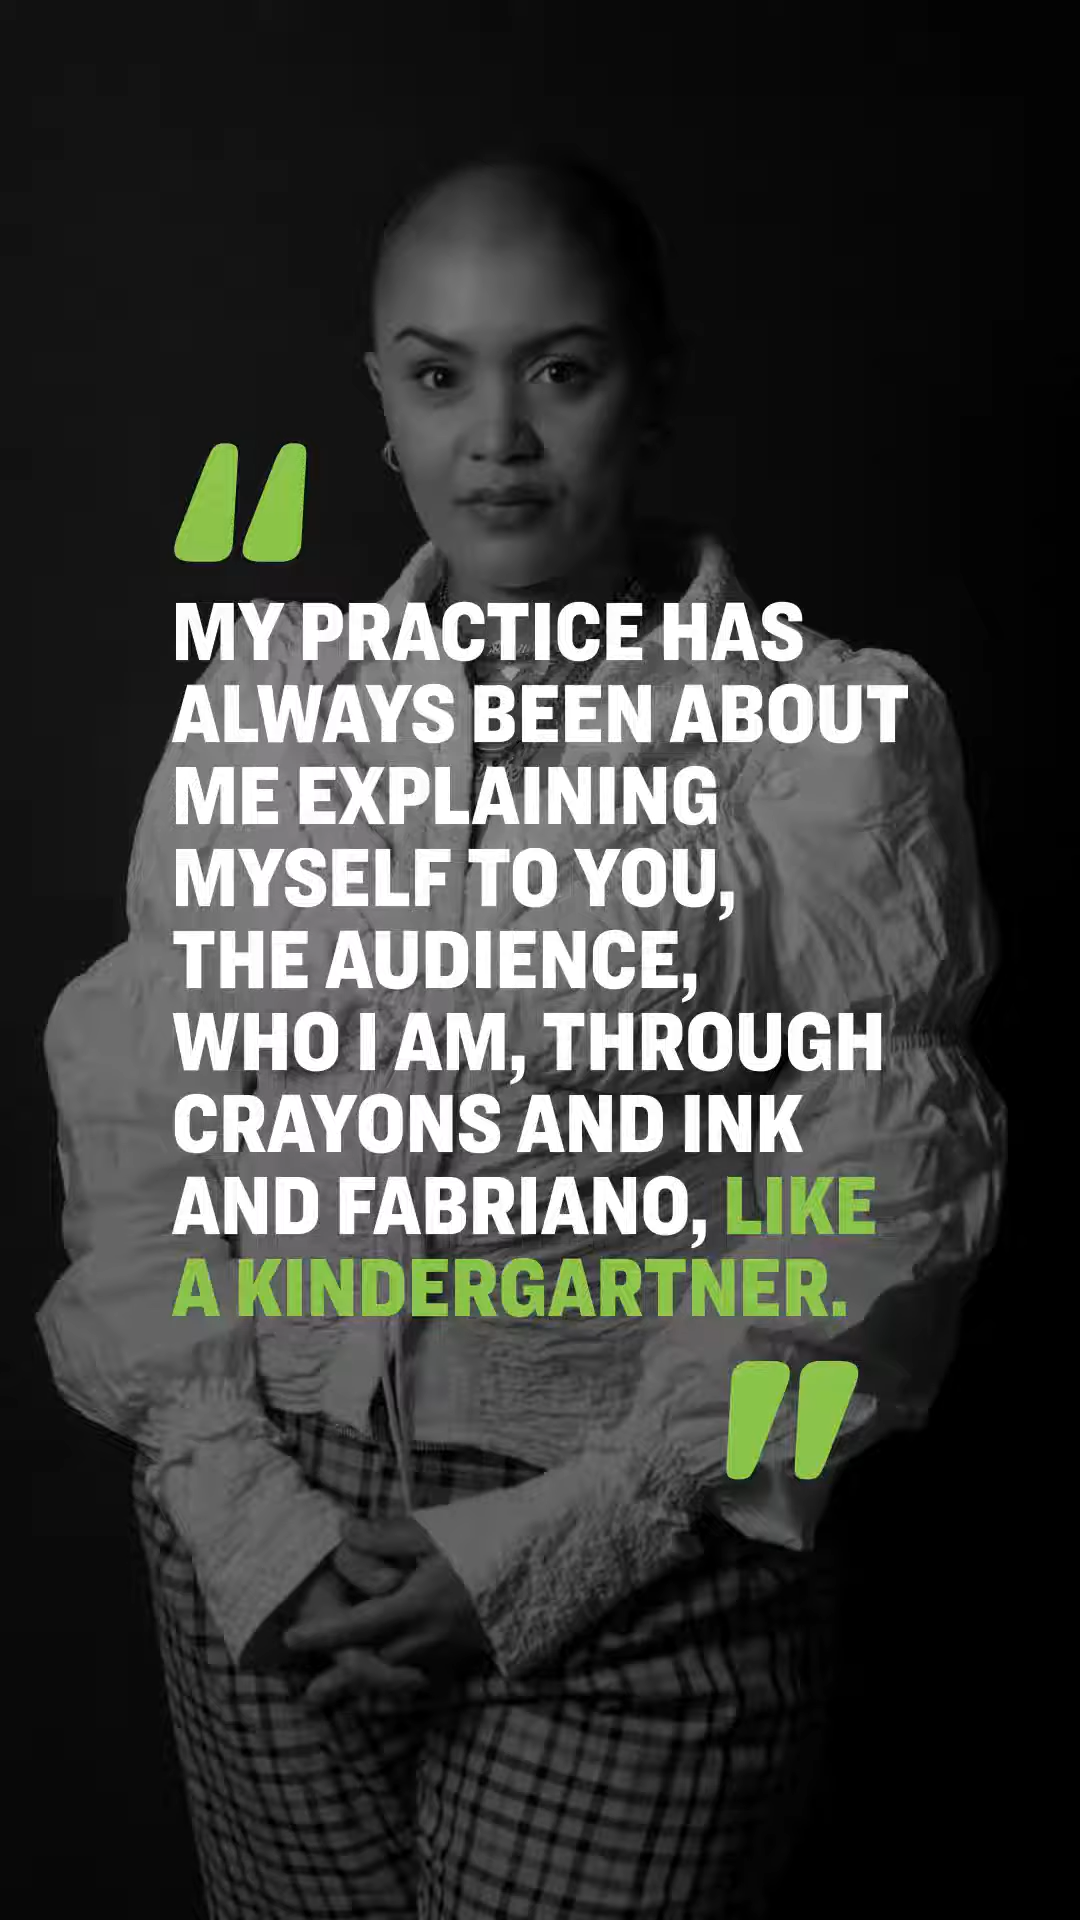 "
MY PRACTICE HAS
ALWAYS BEEN ABOUT
ME EXPLAINING
MYSELF TO YOU,
THE AUDIENCE,
WHO I AM, THROUGH
CRAYONS AND INK
AND FABRIANO, LIKE
A KINDERGARTNER.
"